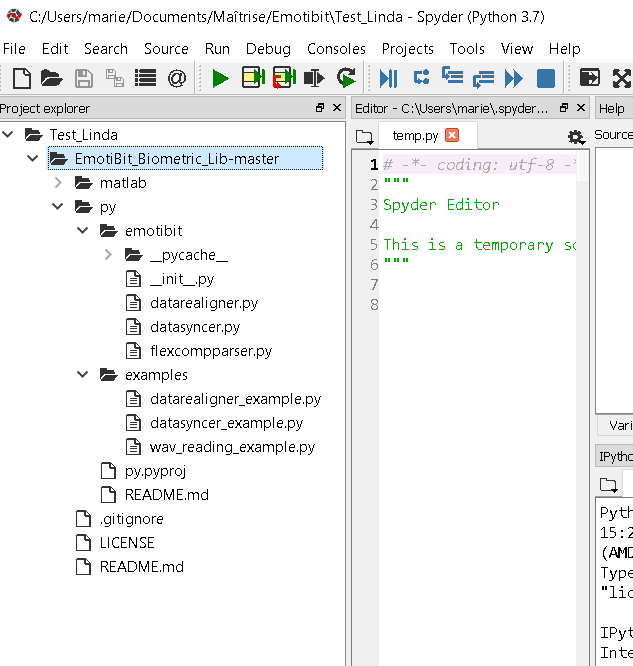 C:/Users/marie/Documents/Maîtrise/Emotibit\Test_Linda - Spyder (Python 3.7)
File Edit Search Source Run Debug Consoles Projects Tools View Help
Project explorer
Test_Linda
EmotiBit_Biometric_Lib-master
matlab
py
emotibit
__pycache__
__init__.py
datarealigner.py
datasyncer.py
flexcompparser.py
examples
datarealigner_example.py
datasyncer_example.py
wav_reading_example.py
py.pyproj
README.md
.gitignore
LICENSE
README.md
Editor - C:\Users\marie\.spyder...
temp.py
1 # -*- coding: utf-8 -*
2 """
3 Spyder Editor
4
5 This is a temporary sc
6 """
7
8
Help
Source
Vari
IPytho
Pyth
15:2
(AMD
Type
"lic
IPyt
Inte